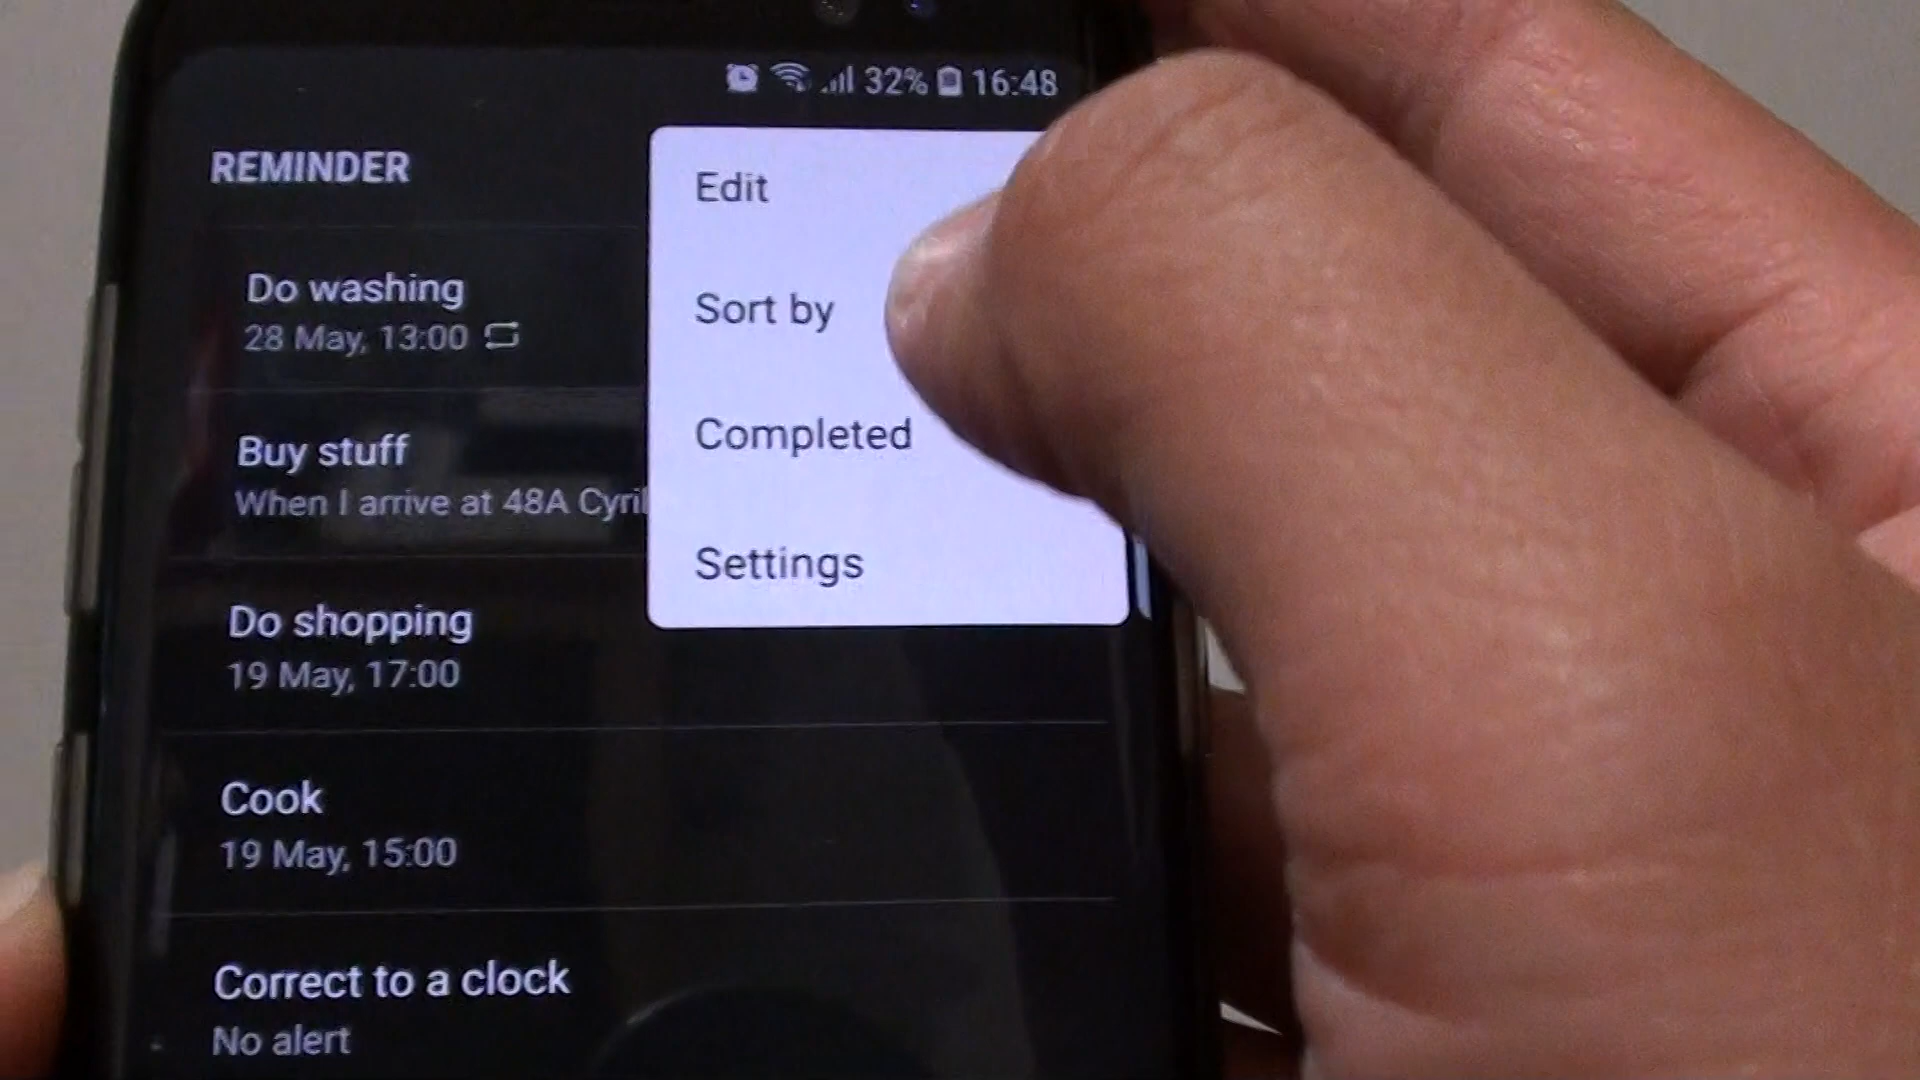 32% 16:48
REMINDER
Do washing
28 May, 13:00
Buy stuff
When I arrive at 48A
Do shopping
19 May, 17:00
Cook
19 May, 15:00
Correct to a clock
No alert
Edit
Sort by
Completed
Settings